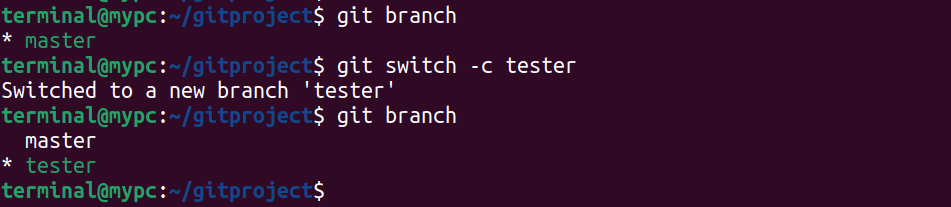 terminal@mypc:~/gitproject$ git branch
* master
terminal@mypc:~/gitproject$ git switch -c tester
Switched to a new branch 'tester'
terminal@mypc:~/gitproject$ git branch
  master
* tester
terminal@mypc:~/gitproject$